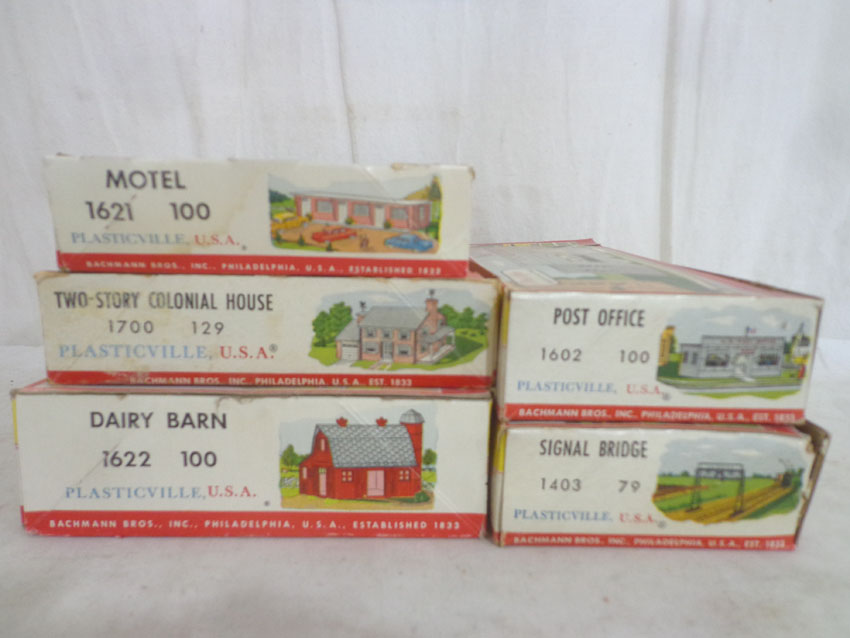 MOTEL
1621 100
PLASTICVILLE, U.S.A.®
BACHMANN BROS., INC., PHILADELPHIA, U.S.A., ESTABLISHED 1833
TWO-STORY COLONIAL HOUSE
1700 129
PLASTICVILLE, U.S.A.®
BACHMANN BROS., INC., PHILADELPHIA, U.S.A. EST. 1833
DAIRY BARN
1622 100
PLASTICVILLE, U.S.A.®
BACHMANN BROS., INC., PHILADELPHIA, U.S.A., ESTABLISHED 1833
POST OFFICE
1602 100
PLASTICVILLE, U.S.A.®
BACHMANN BROS., INC., PHILADELPHIA, U.S.A., EST. 1833
SIGNAL BRIDGE
1403 79
PLASTICVILLE, U.S.A.®
BACHMANN BROS., INC., PHILADELPHIA, U.S.A., EST. 1833